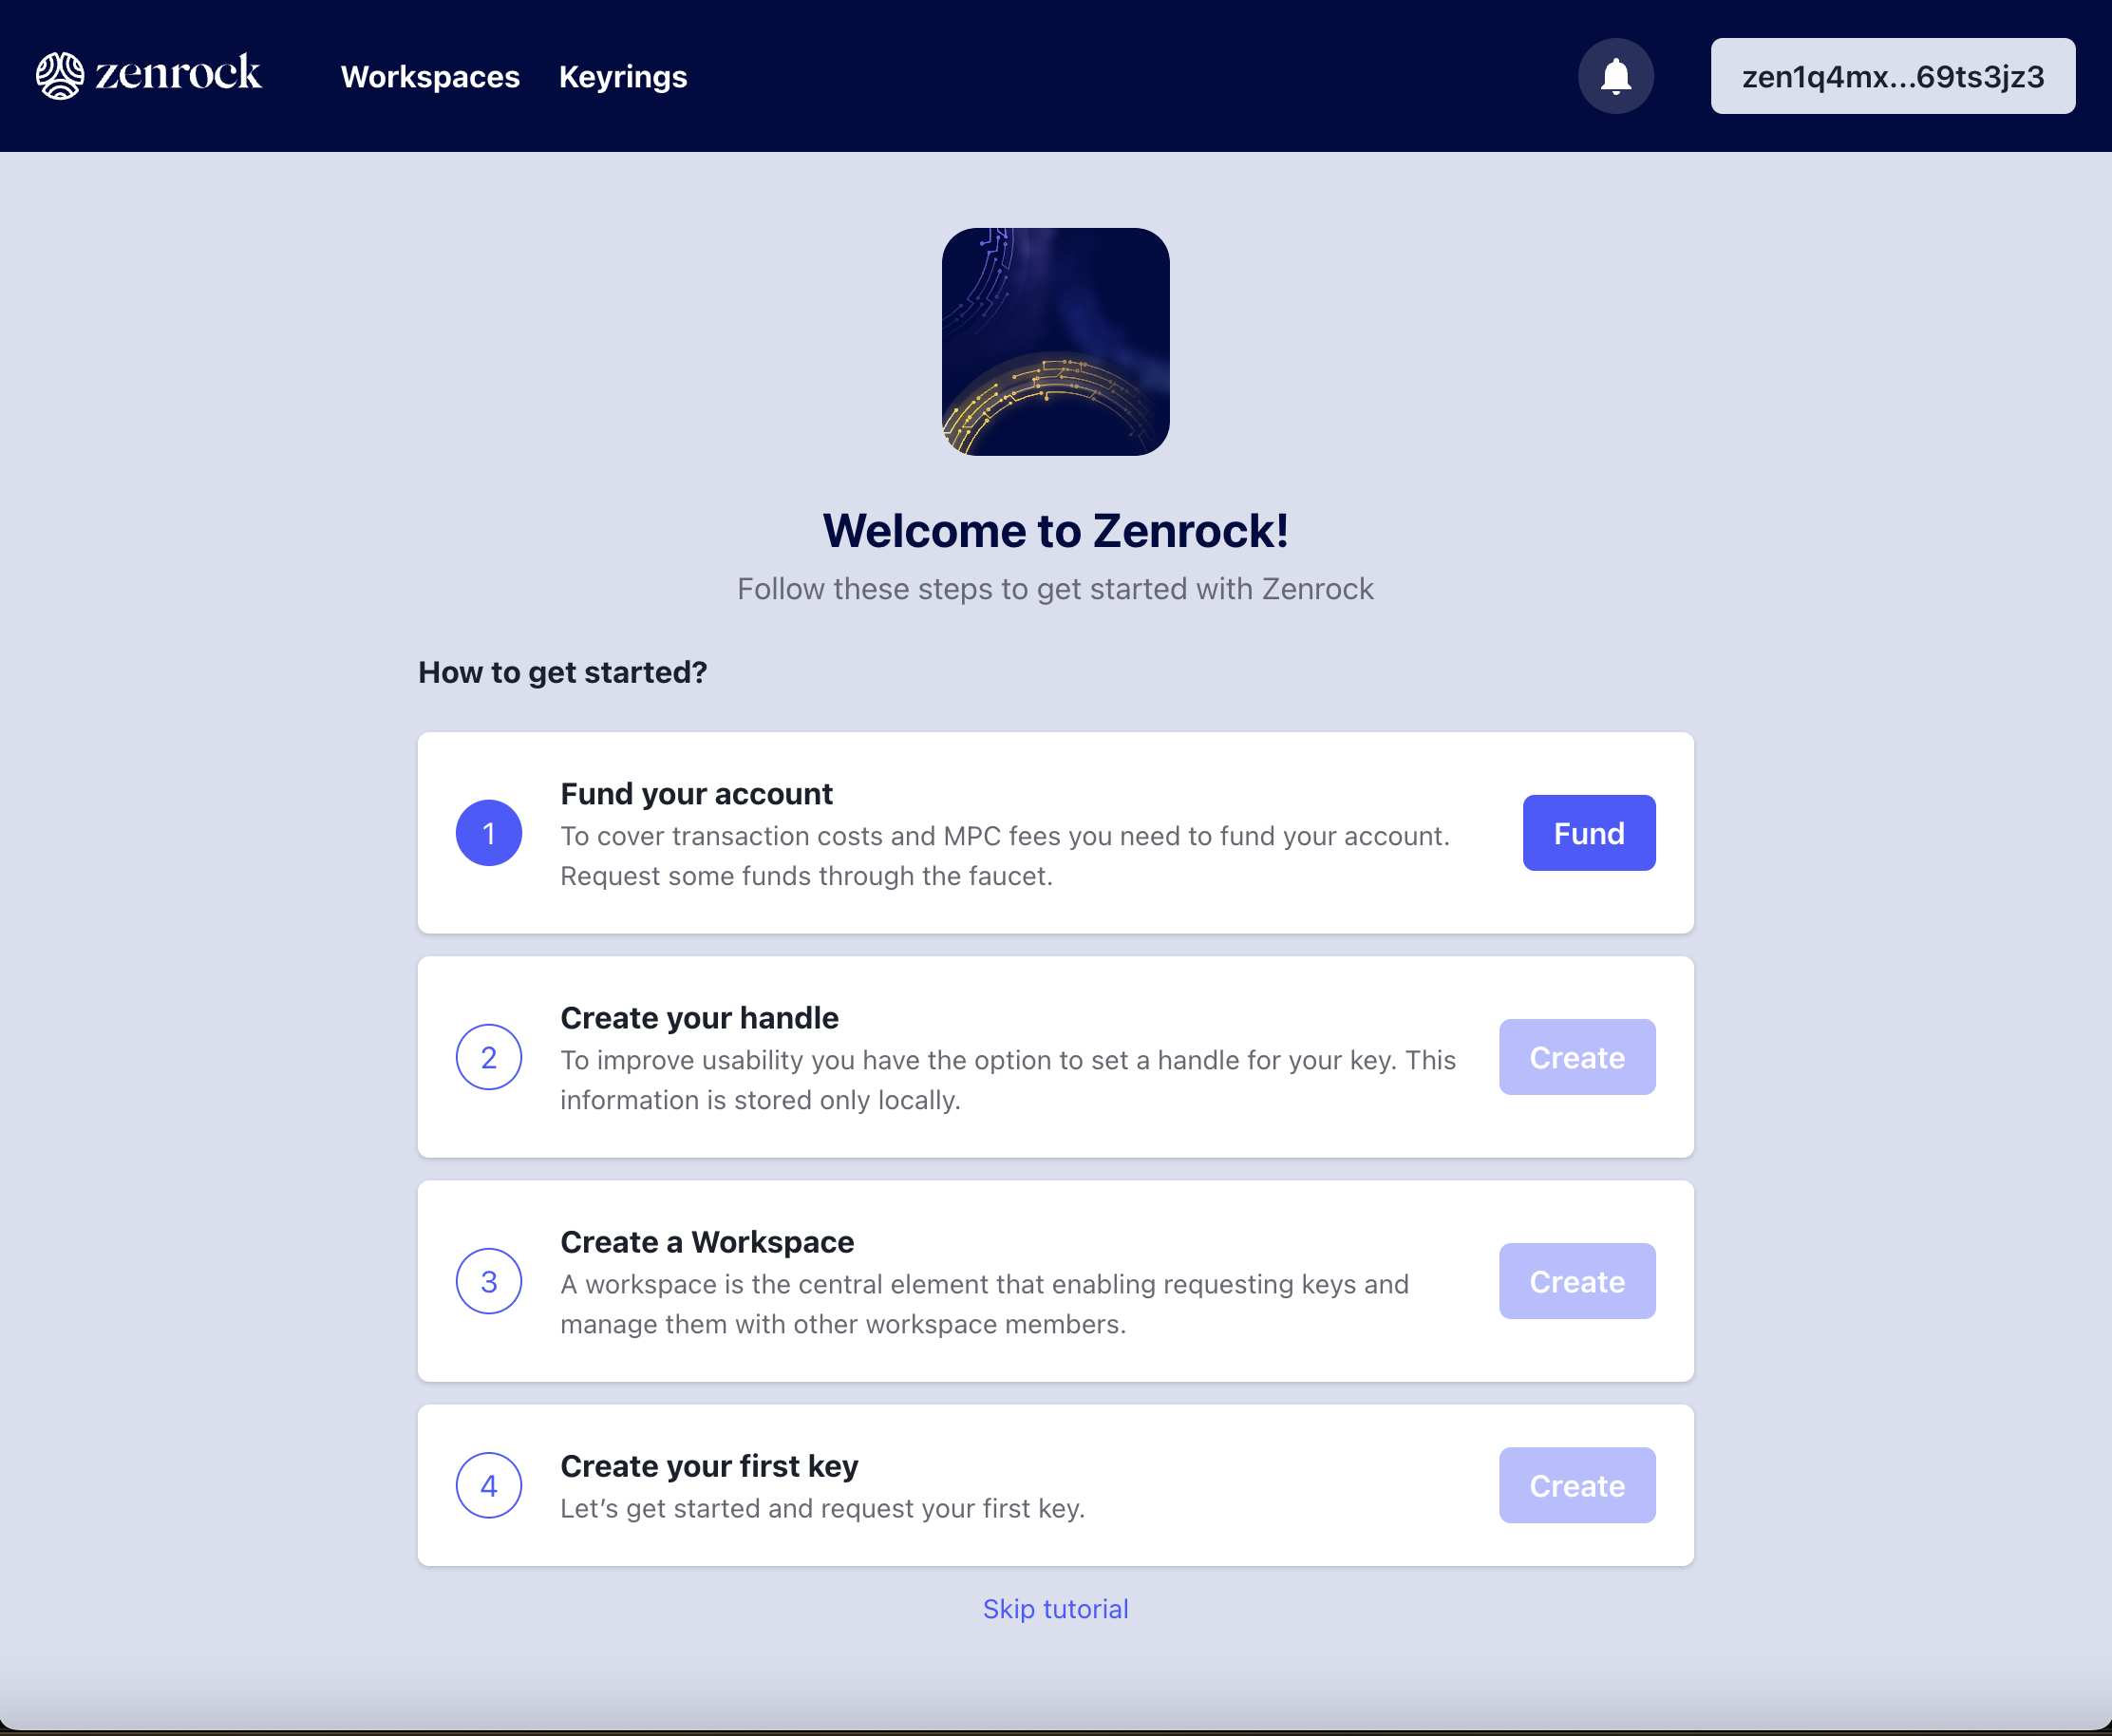 zenrock
Workspaces
Keyrings
zen1q4mx...69ts3jz3
Welcome to Zenrock!
Follow these steps to get started with Zenrock
How to get started?
1
Fund your account
To cover transaction costs and MPC fees you need to fund your account.
Request some funds through the faucet.
Fund
2
Create your handle
To improve usability you have the option to set a handle for your key. This
information is stored only locally.
Create
3
Create a Workspace
A workspace is the central element that enabling requesting keys and
manage them with other workspace members.
Create
4
Create your first key
Let’s get started and request your first key.
Create
Skip tutorial